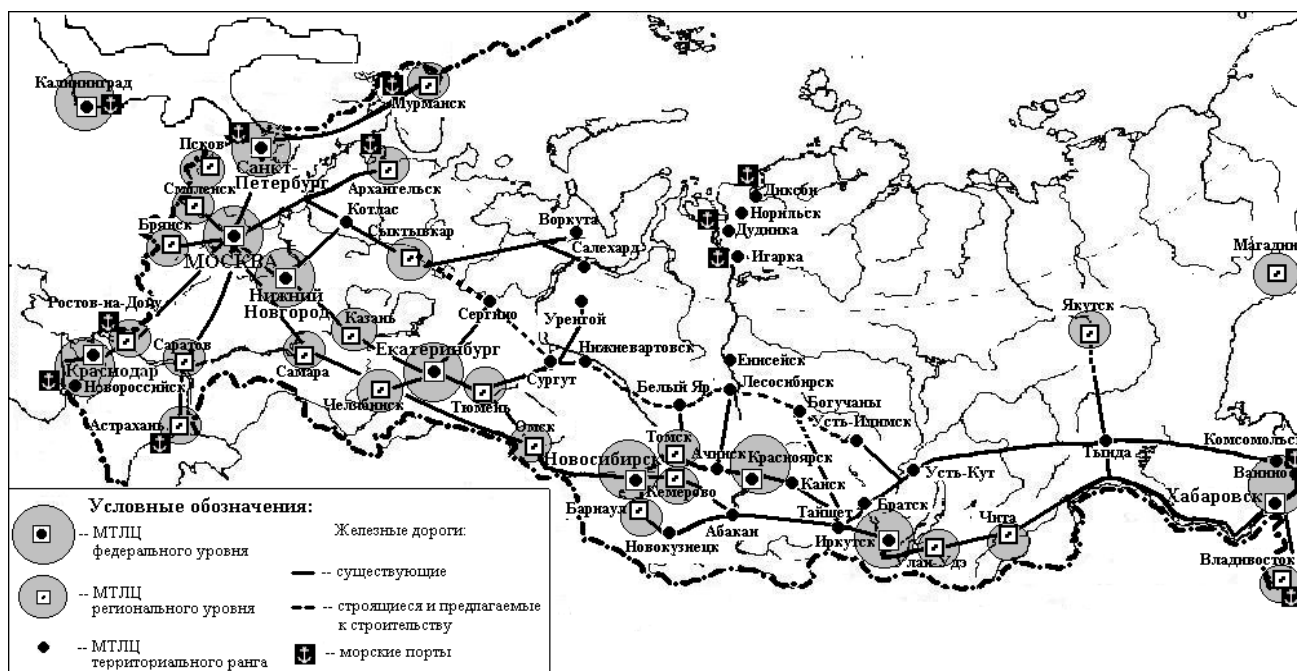 Калининград
Мурманск
Псков
Санкт-
Петербург
Смоленск
Архангельск
Брянск
Котлас
Воркута
Сыктывкар
Салехард
МОСКВА
Нижний
Новгород
Диксон
Норильск
Дудинка
Игарка
Магадан
Ростов-на-Дону
Казань
Сергино
Урентой
Якутск
Саратов
Екатеринбург
Краснодар
Новороссийск
Самара
Сургут
Нижневартовск
Енисейск
Челябинск
Тюмень
Белый Яр
Лесосибирск
Богучаны
Астрахань
Омск
Томск
Усть-Илимск
Новосибирск
Ачинск
Красноярск
Усть-Кут
Тында
Комсомольск
Ванино
Кемерово
Канск
Хабаровск
Барнаул
Абакан
Тайшет
Братск
Чита
Новокузнецк
Иркутск
Улан-Удэ
Владивосток
Условные обозначения:
-- МТЛЦ
федерального уровня
-- МТЛЦ
регионального уровня
-- МТЛЦ
территориального ранга
Железные дороги:
-- существующие
-- строящиеся и предлагаемые
к строительству
-- морские порты